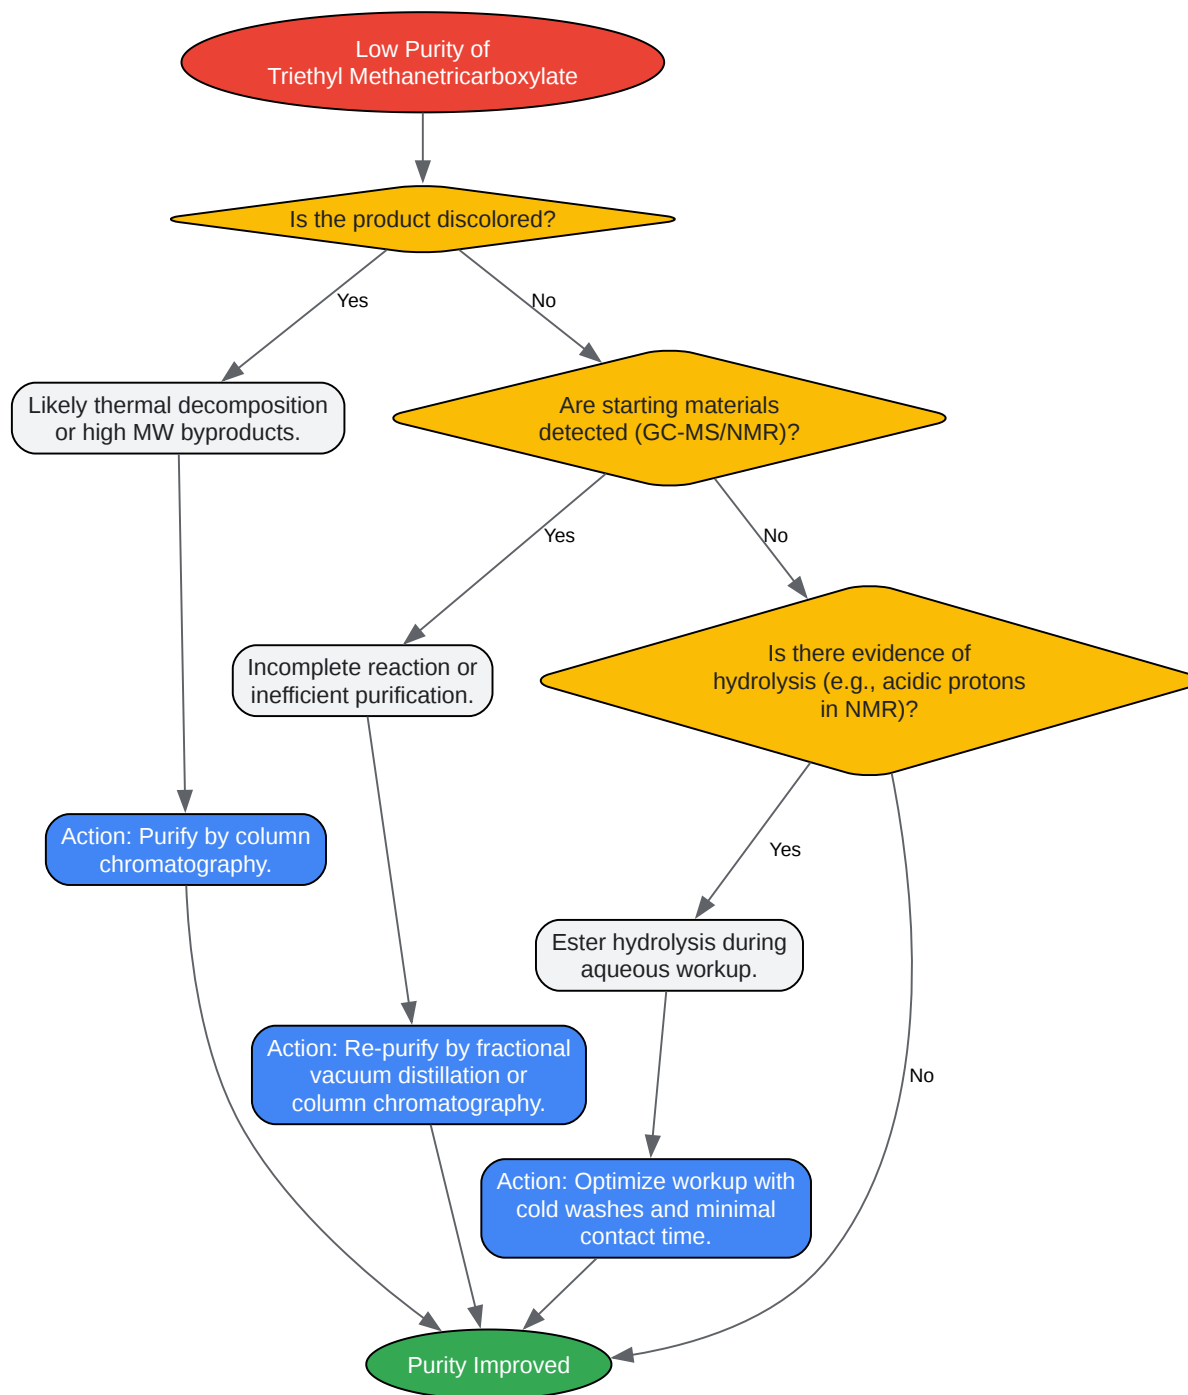 Low Purity of
Triethyl Methanetricarboxylate
Is the product discolored?
Yes
No
Likely thermal decomposition
or high MW byproducts.
Are starting materials
detected (GC-MS/NMR)?
Yes
No
Incomplete reaction or
inefficient purification.
Is there evidence of
hydrolysis (e.g., acidic protons
in NMR)?
Action: Purify by column
chromatography.
Yes
Ester hydrolysis during
aqueous workup.
Action: Re-purify by fractional
vacuum distillation or
column chromatography.
No
Action: Optimize workup with
cold washes and minimal
contact time.
Purity Improved